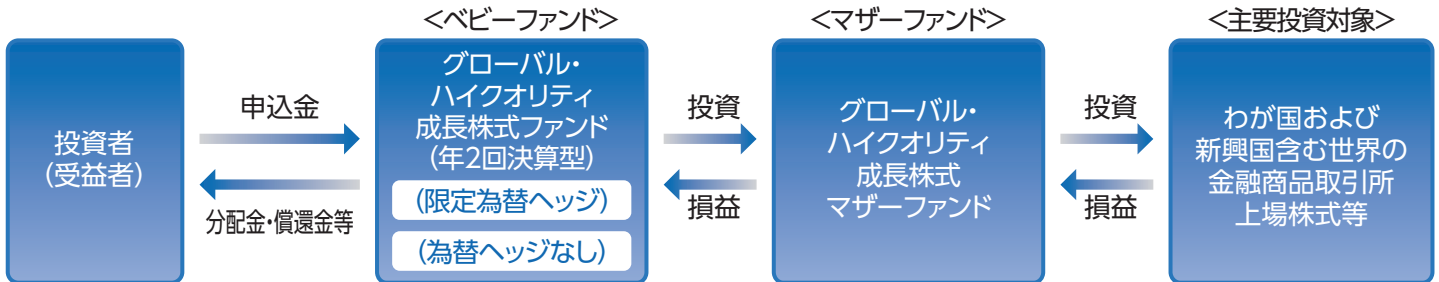 <ベビーファンド>
<マザーファンド>
<主要投資対象>
投資者
(受益者)
申込金
分配金・償還金等
グローバル・
ハイクオリティ
成長株式ファンド
(年2回決算型)
(限定為替ヘッジ)
(為替ヘッジなし)
投資
損益
グローバル・
ハイクオリティ
成長株式
マザーファンド
投資
損益
わが国および
新興国含む世界の
金融商品取引所
上場株式等